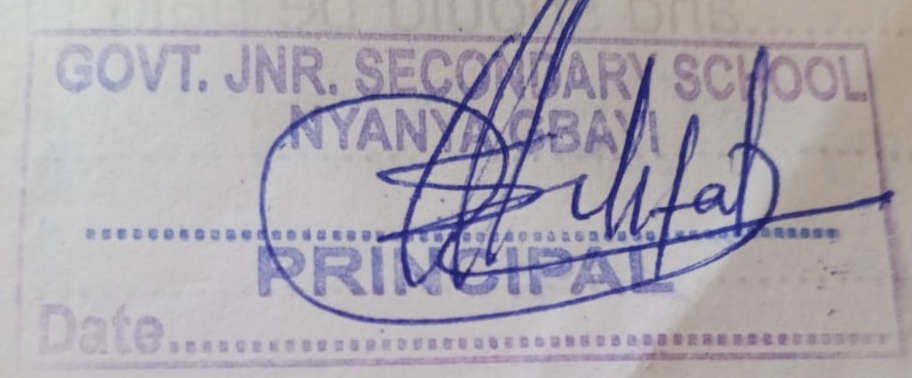 GOVT. JNR. SECONDARY SCHOOL
NYANYA GBAYI
PRINCIPAL
Date